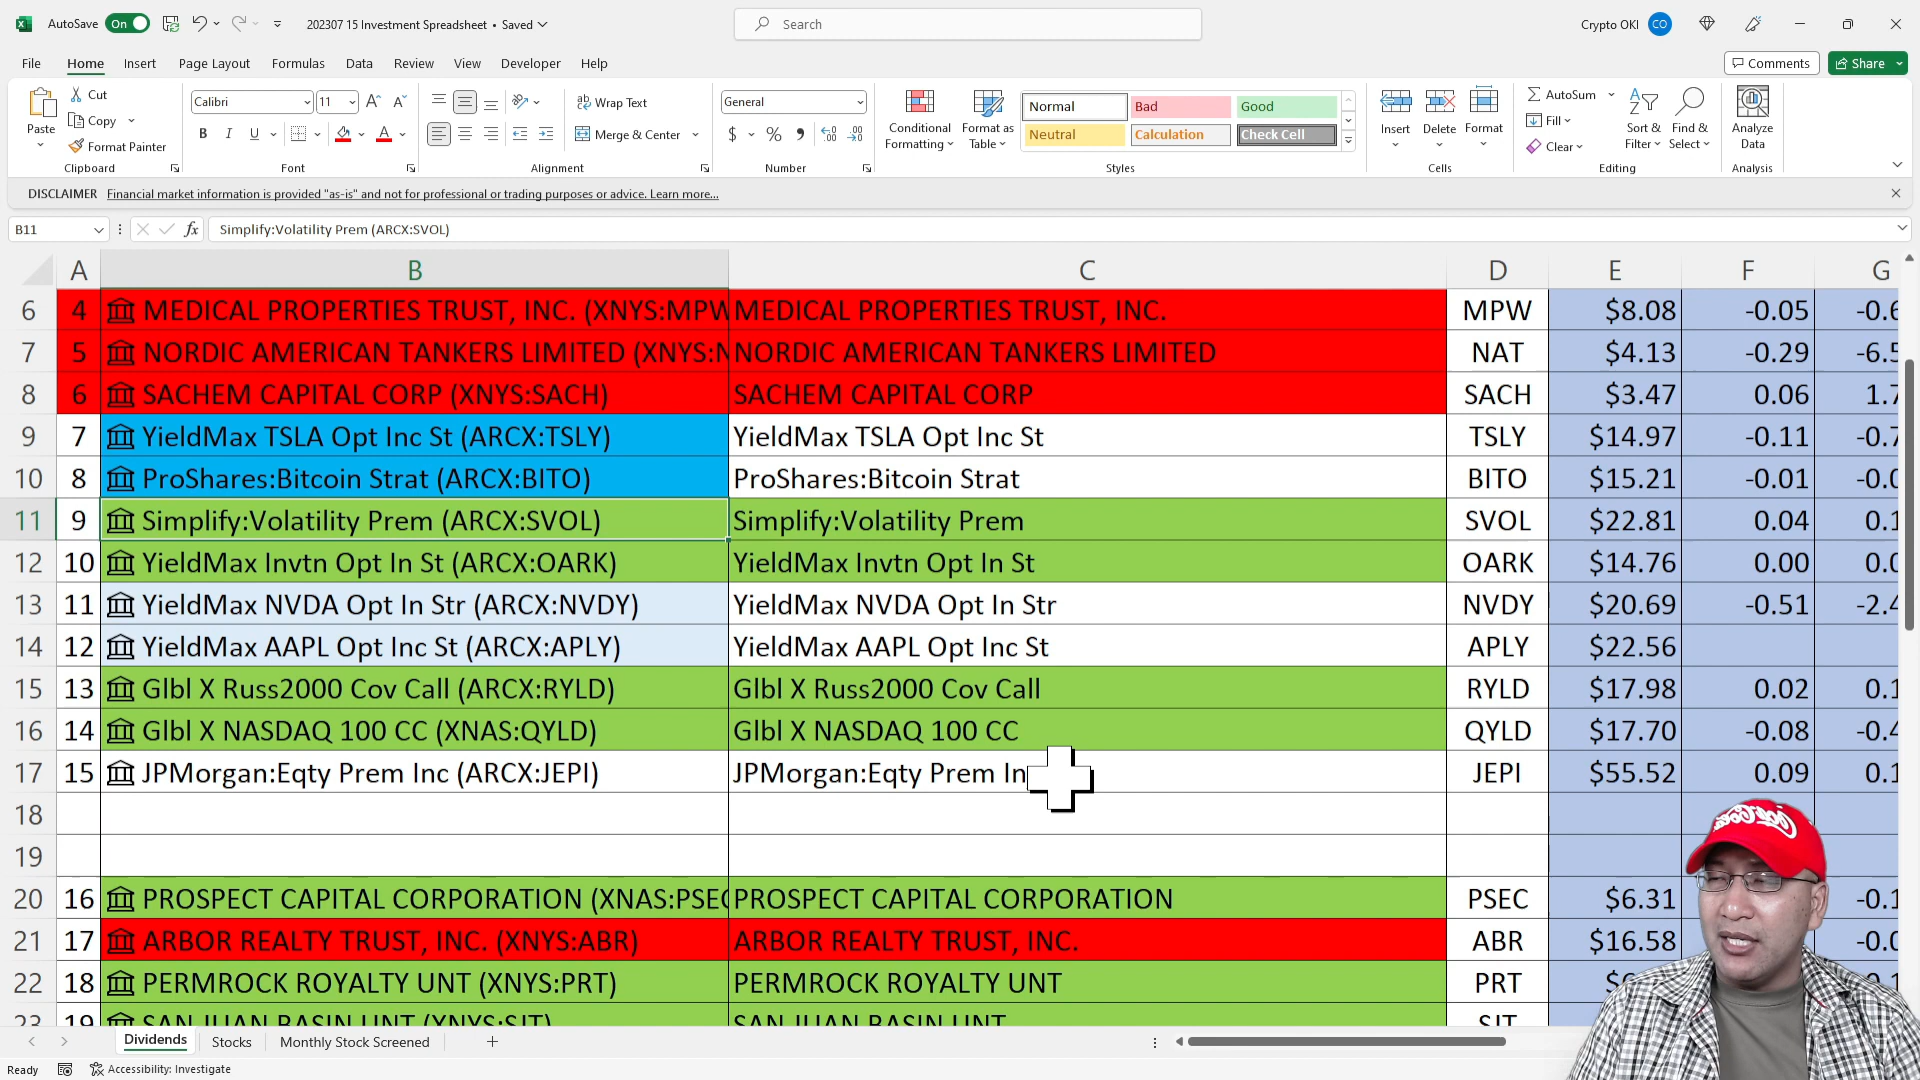 AutoSave On 202307 15 Investment Spreadsheet • Saved Search Crypto OKI CO
File Home Insert Page Layout Formulas Data Review View Developer Help Comments Share
Paste Cut Copy Format Painter Clipboard
Calibri 11 B I U A Font
Wrap Text Merge & Center Alignment
General $ % Number
Conditional Formatting Format as Table Normal Bad Good Neutral Calculation Check Cell Styles
Insert Delete Format Cells
AutoSum Fill Clear Sort & Filter Find & Select Editing
Analyze Data Analysis
DISCLAIMER Financial market information is provided "as-is" and not for professional or trading purposes or advice. Learn more...
B11 fx Simplify:Volatility Prem (ARCX:SVOL)
A B C D E F G
6 4 MEDICAL PROPERTIES TRUST, INC. (XNYS:MPW MEDICAL PROPERTIES TRUST, INC. MPW $8.08 -0.05 -0.6
7 5 NORDIC AMERICAN TANKERS LIMITED (XNYS:N NORDIC AMERICAN TANKERS LIMITED NAT $4.13 -0.29 -6.5
8 6 SACHEM CAPITAL CORP (XNYS:SACH) SACHEM CAPITAL CORP SACH $3.47 0.06 1.7
9 7 YieldMax TSLA Opt Inc St (ARCX:TSLY) YieldMax TSLA Opt Inc St TSLY $14.97 -0.11 -0.7
10 8 ProShares:Bitcoin Strat (ARCX:BITO) ProShares:Bitcoin Strat BITO $15.21 -0.01 -0.0
11 9 Simplify:Volatility Prem (ARCX:SVOL) Simplify:Volatility Prem SVOL $22.81 0.04 0.1
12 10 YieldMax Invtn Opt In St (ARCX:OARK) YieldMax Invtn Opt In St OARK $14.76 0.00 0.0
13 11 YieldMax NVDA Opt In Str (ARCX:NVDY) YieldMax NVDA Opt In Str NVDY $20.69 -0.51 -2.4
14 12 YieldMax AAPL Opt Inc St (ARCX:APLY) YieldMax AAPL Opt Inc St APLY $22.56
15 13 Glbl X Russ2000 Cov Call (ARCX:RYLD) Glbl X Russ2000 Cov Call RYLD $17.98 0.02 0.1
16 14 Glbl X NASDAQ 100 CC (XNAS:QYLD) Glbl X NASDAQ 100 CC QYLD $17.70 -0.08 -0.4
17 15 JPMorgan:Eqty Prem Inc (ARCX:JEPI) JPMorgan:Eqty Prem In JEPI $55.52 0.09 0.1
18
19
20 16 PROSPECT CAPITAL CORPORATION (XNAS:PSEC PROSPECT CAPITAL CORPORATION PSEC $6.31 -0.1
21 17 ARBOR REALTY TRUST, INC. (XNYS:ABR) ARBOR REALTY TRUST, INC. ABR $16.58 -0.0
22 18 PERMROCK ROYALTY UNT (XNYS:PRT) PERMROCK ROYALTY UNT PRT
23 19 SAN JUAN BASIN UNT (XNYS:SJT) SAN JUAN BASIN UNT SJT
Coca-Cola
Dividends Stocks Monthly Stock Screened
Ready Accessibility: Investigate